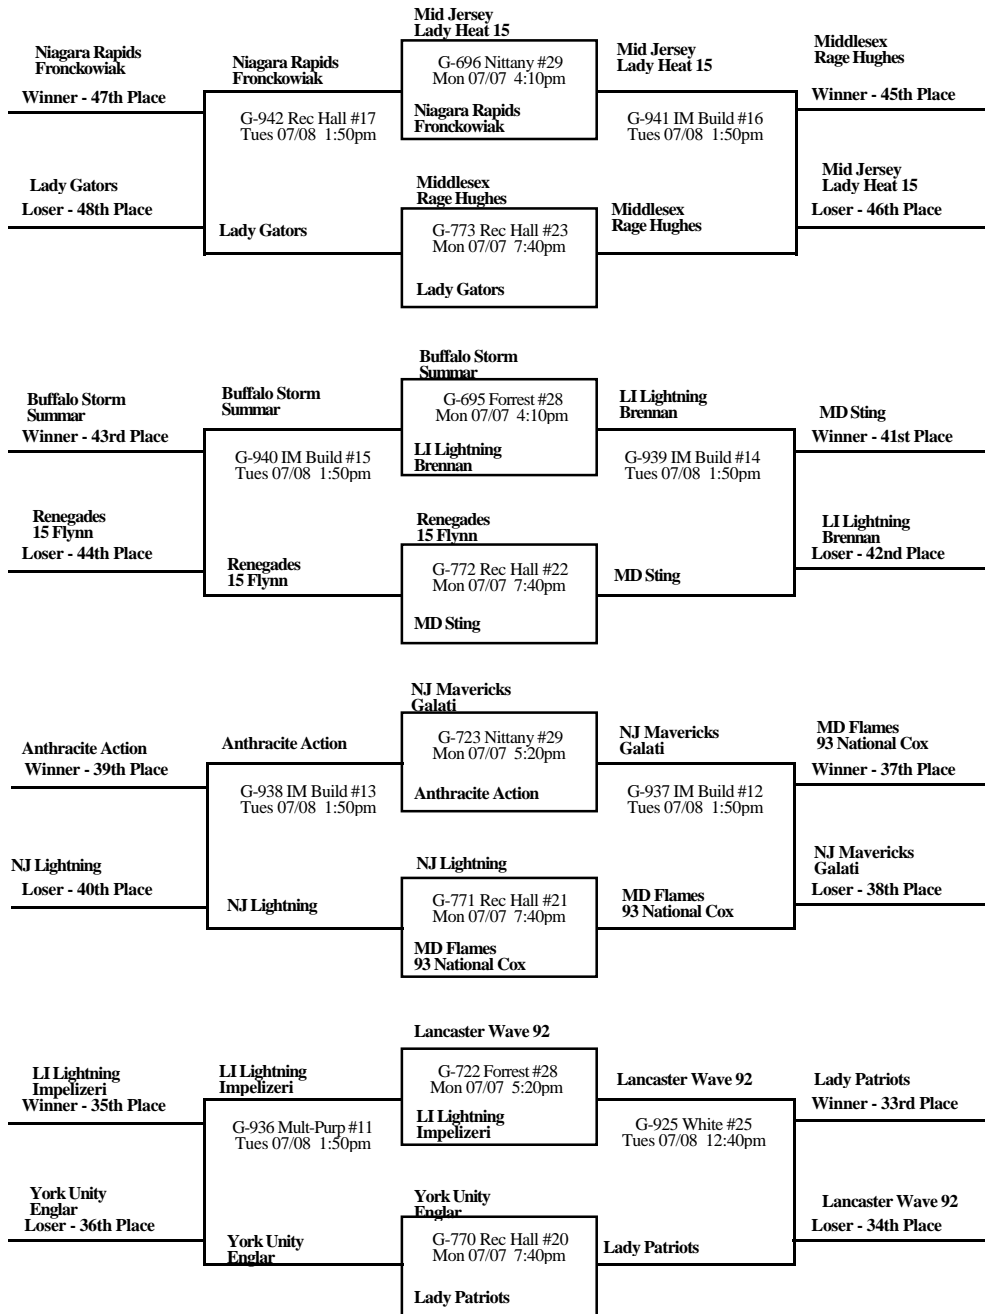 Mid Jersey
Lady Heat 15
Niagara Rapids
Fronckowiak
Winner - 47th Place
Niagara Rapids
Fronckowiak
G-696 Nittany #29
Mon 07/07 4:10pm
Niagara Rapids
Fronckowiak
Mid Jersey
Lady Heat 15
Middlesex
Rage Hughes
Winner - 45th Place
G-942 Rec Hall #17
Tues 07/08 1:50pm
G-941 IM Build #16
Tues 07/08 1:50pm
Lady Gators
Loser - 48th Place
Lady Gators
Middlesex
Rage Hughes
G-773 Rec Hall #23
Mon 07/07 7:40pm
Lady Gators
Middlesex
Rage Hughes
Mid Jersey
Lady Heat 15
Loser - 46th Place
Buffalo Storm
Summar
Buffalo Storm
Summar
Winner - 43rd Place
Buffalo Storm
Summar
G-695 Forrest #28
Mon 07/07 4:10pm
LI Lightning
Brennan
LI Lightning
Brennan
MD Sting
Winner - 41st Place
G-940 IM Build #15
Tues 07/08 1:50pm
G-939 IM Build #14
Tues 07/08 1:50pm
Renegades
15 Flynn
Loser - 44th Place
Renegades
15 Flynn
Renegades
15 Flynn
G-772 Rec Hall #22
Mon 07/07 7:40pm
MD Sting
MD Sting
LI Lightning
Brennan
Loser - 42nd Place
NJ Mavericks
Galati
Anthracite Action
Winner - 39th Place
Anthracite Action
G-723 Nittany #29
Mon 07/07 5:20pm
Anthracite Action
NJ Mavericks
Galati
MD Flames
93 National Cox
Winner - 37th Place
G-938 IM Build #13
Tues 07/08 1:50pm
G-937 IM Build #12
Tues 07/08 1:50pm
NJ Lightning
Loser - 40th Place
NJ Lightning
NJ Lightning
G-771 Rec Hall #21
Mon 07/07 7:40pm
MD Flames
93 National Cox
MD Flames
93 National Cox
NJ Mavericks
Galati
Loser - 38th Place
Lancaster Wave 92
LI Lightning
Impelizeri
Winner - 35th Place
LI Lightning
Impelizeri
G-722 Forrest #28
Mon 07/07 5:20pm
LI Lightning
Impelizeri
Lancaster Wave 92
Lady Patriots
Winner - 33rd Place
G-936 Mult-Purp #11
Tues 07/08 1:50pm
G-925 White #25
Tues 07/08 12:40pm
York Unity
Englar
Loser - 36th Place
York Unity
Englar
York Unity
Englar
G-770 Rec Hall #20
Mon 07/07 7:40pm
Lady Patriots
Lady Patriots
Lancaster Wave 92
Loser - 34th Place